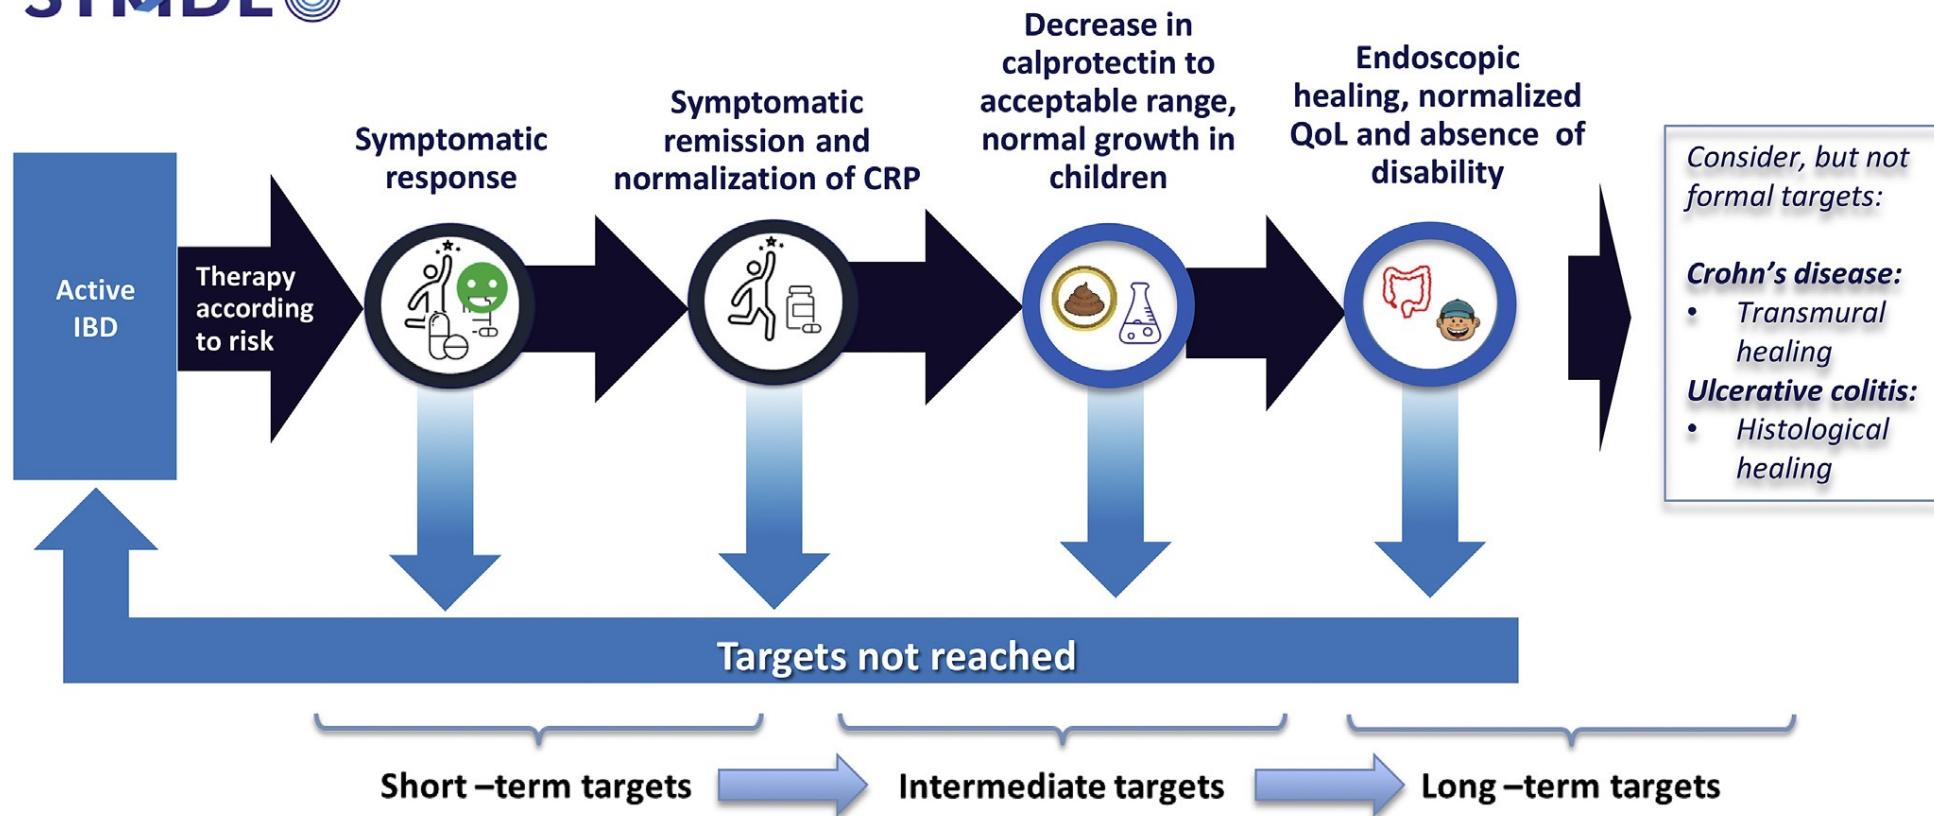 Active
IBD
Therapy
according
to risk
Symptomatic
response
Symptomatic
remission and
normalization of CRP
Decrease in
calprotectin to
acceptable range,
normal growth in
children
Endoscopic
healing, normalized
QoL and absence of
disability
Consider, but not
formal targets:
Crohn's disease:
• Transmural
healing
Ulcerative colitis:
• Histological
healing
Targets not reached
Short –term targets
Intermediate targets
Long –term targets